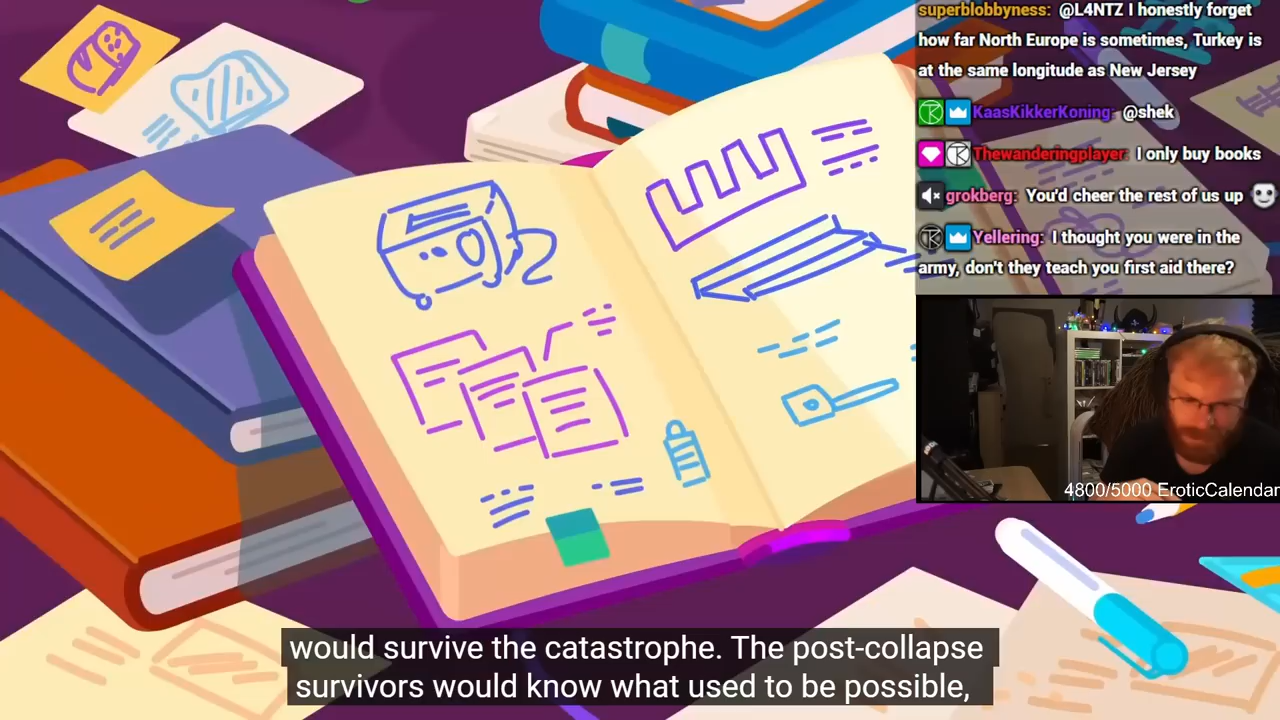 superblobbyness: @L4NTZ I honestly forget
how far North Europe is sometimes, Turkey is
at the same longitude as New Jersey
KaasKikkerKoning: @shek
Thewanderingplayer: I only buy books
grokberg: You'd cheer the rest of us up
Yellering: I thought you were in the
army, don't they teach you first aid there?
4800/5000 EroticCalendar
would survive the catastrophe. The post-collapse
survivors would know what used to be possible,